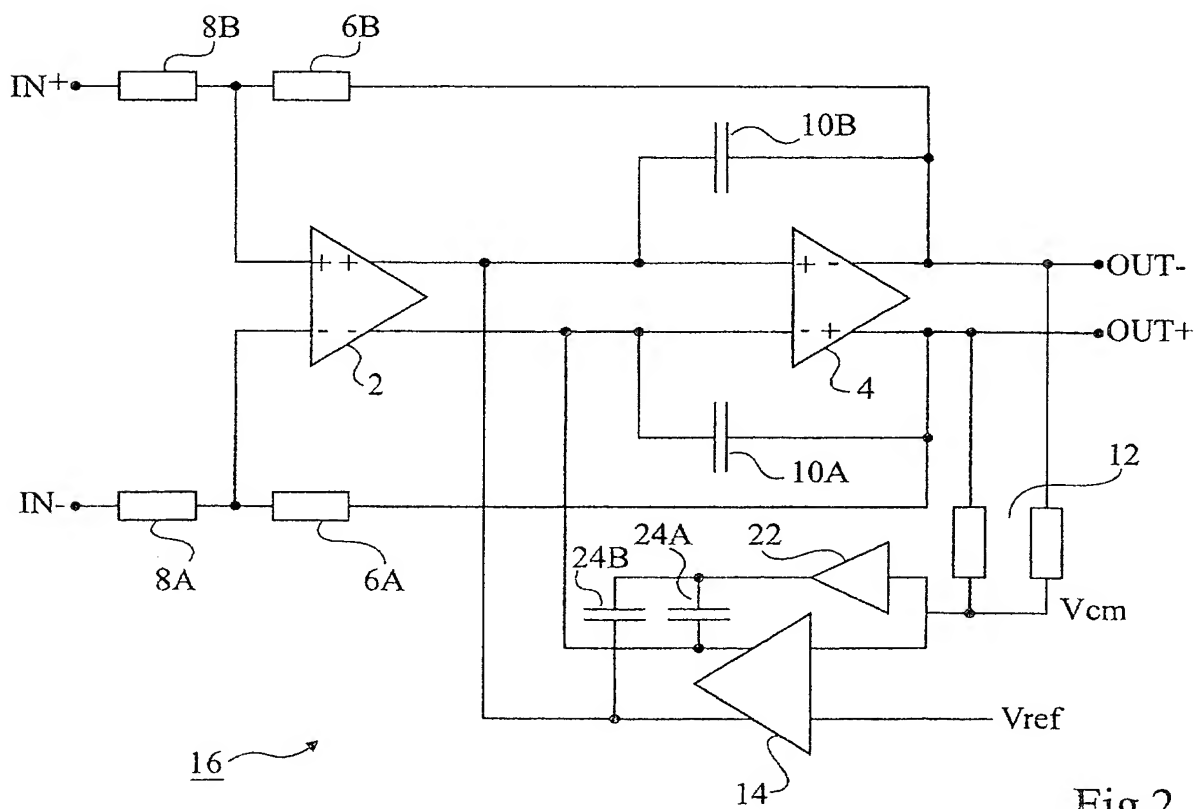 8B
6B
IN+
10B
+ +
+ -
OUT-
- -
- +
OUT+
2
4
10A
12
IN-
8A
6A
24B
24A
22
Vcm
Vref
16
14
Fig 2